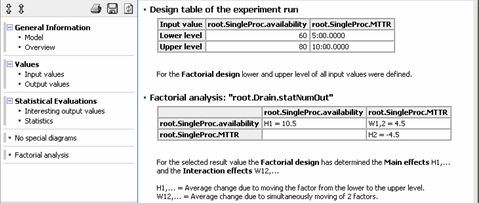 General Information
Model
Overview
Values
Input values
Output values
Statistical Evaluations
Interesting output values
Statistics
No special diagrams
Factorial analysis
Design table of the experiment run
Input value root.SingleProc.availability root.SingleProc.MTTR
Lower level 60 5:00.0000
Upper level 80 10:00.0000
For the Factorial design lower and upper level of all input values were defined.
Factorial analysis: "root.Drain.statNumOut"
root.SingleProc.availability root.SingleProc.MTTR
root.SingleProc.availability H1 = 10.5 W1,2 = 4.5
root.SingleProc.MTTR H2 = -4.5
For the selected result value the Factorial design has determined the Main effects H1,...
and the Interaction effects W12,...
H1,... = Average change due to moving the factor from the lower to the upper level.
W12,... = Average change due to simultaneously moving of 2 factors.